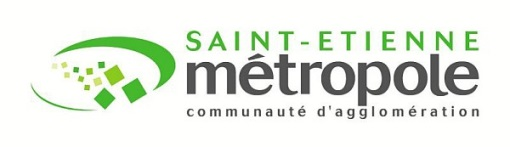 SAINT-ETIENNE
métropole
communauté d'agglomération